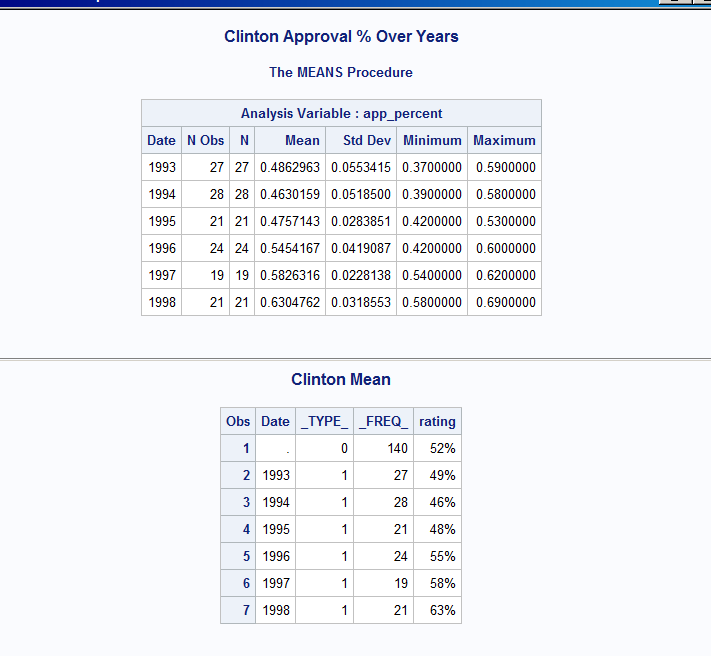 Clinton Approval % Over Years
The MEANS Procedure
Analysis Variable : app_percent
Date N Obs N Mean Std Dev Minimum Maximum
1993 27 27 0.4862963 0.0553415 0.3700000 0.5900000
1994 28 28 0.4630159 0.0518500 0.3900000 0.5800000
1995 21 21 0.4757143 0.0283851 0.4200000 0.5300000
1996 24 24 0.5454167 0.0419087 0.4200000 0.6000000
1997 19 19 0.5826316 0.0228138 0.5400000 0.6200000
1998 21 21 0.6304762 0.0318553 0.5800000 0.6900000
Clinton Mean
Obs Date _TYPE_ _FREQ_ rating
1 . 0 140 52%
2 1993 1 27 49%
3 1994 1 28 46%
4 1995 1 21 48%
5 1996 1 24 55%
6 1997 1 19 58%
7 1998 1 21 63%